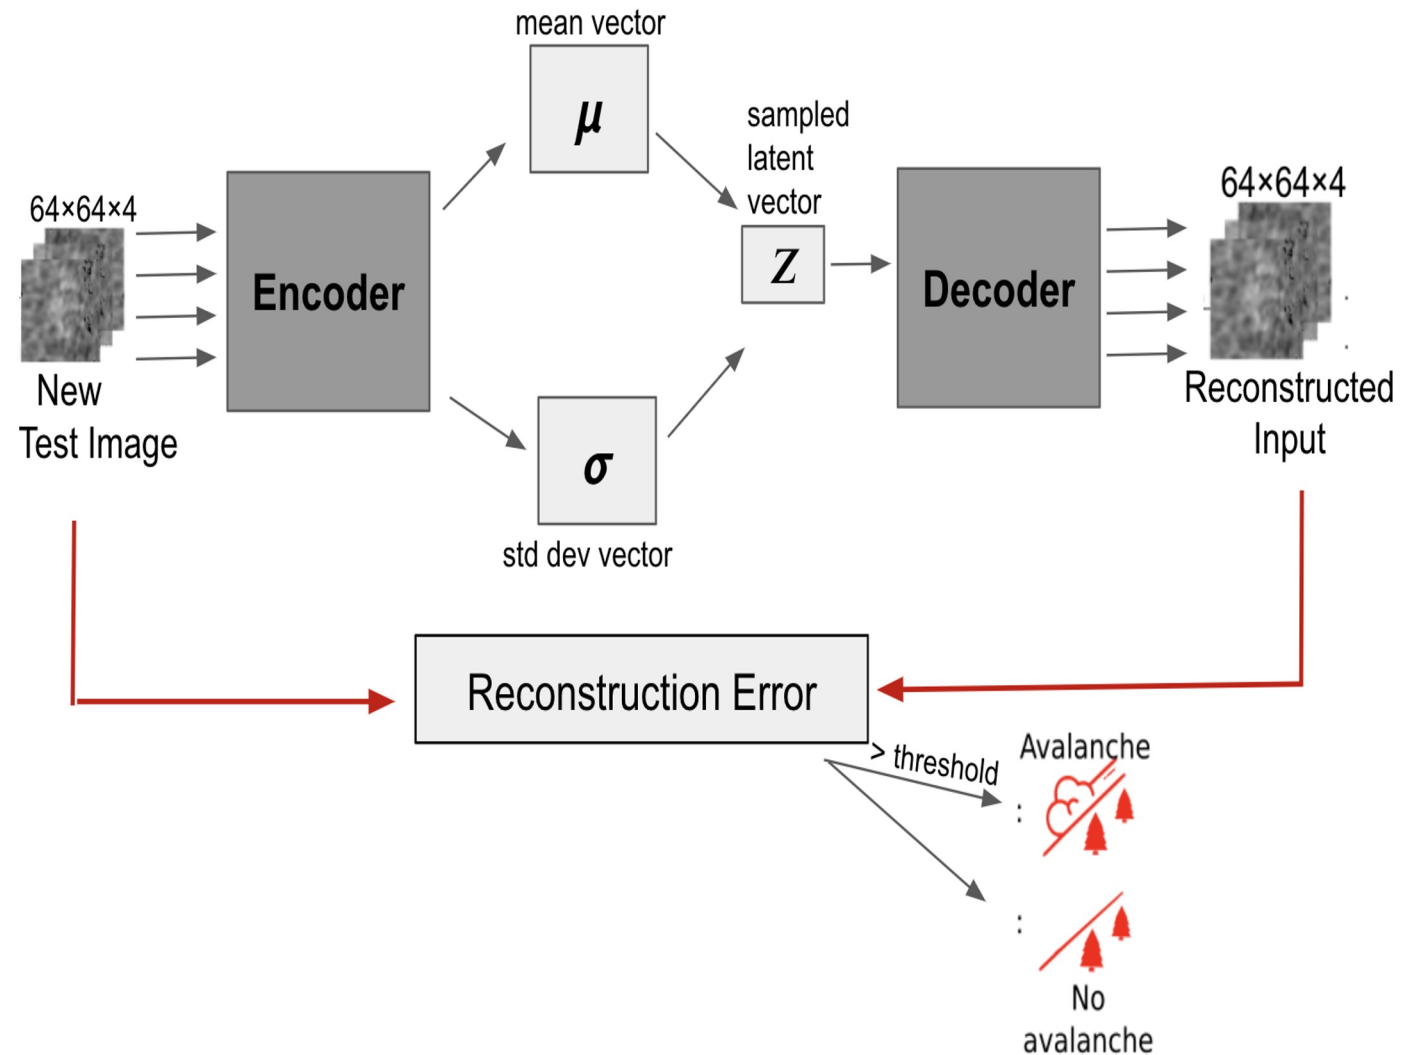 mean vector
μ
sampled
latent
vector
64×64×4
64×64×4
Encoder
Z
Decoder
New
Test Image
Reconstructed
Input
σ
std dev vector
Reconstruction Error
> threshold
Avalanche
:
:
No
avalanche